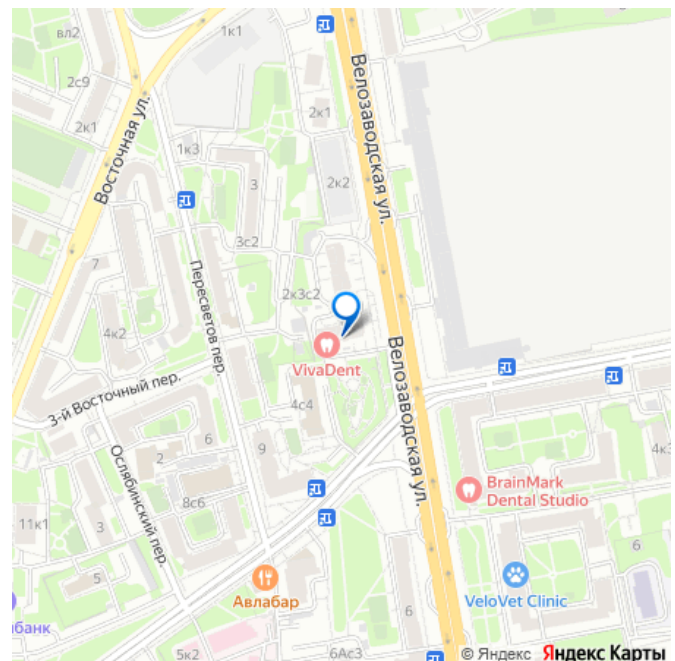 вл2
1к1
2с9
2к1
2к1
1к3
Восточная ул.
3
2к2
Велозаводская ул.
3с2
7
Пересветов пер.
2к3с2
4к2
VivaDent
3-й Восточный пер.
Велозаводская ул.
4с4
6
9
2
4к3
Ослябинский пер.
8с6
BrainMark
Dental Studio
11к1
3
6
5
Авлабар
VeloVet Clinic
6
нбанк
5к2
6Ас3
© Яндекс Яндекс Карты